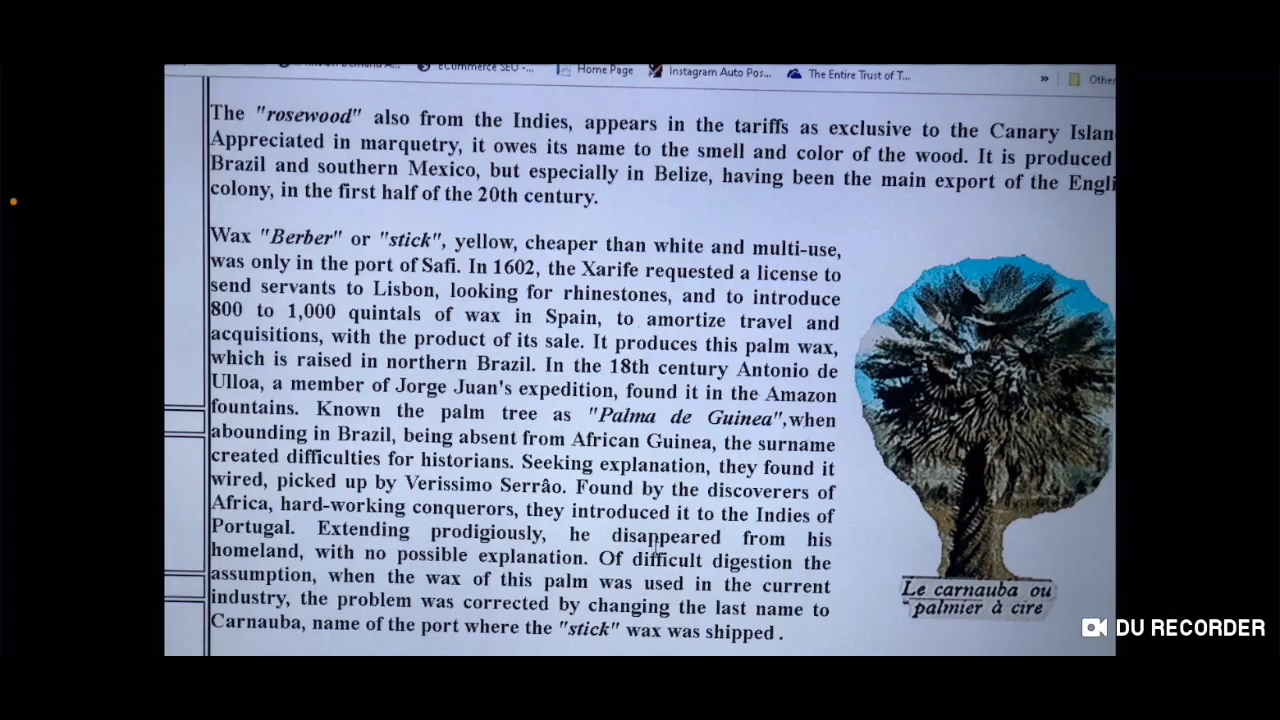 eCommerce SEO -...
Home Page
Instagram Auto Pos...
The Entire Trust of T...
»
Other
The "rosewood" also from the Indies, appears in the tariffs as exclusive to the Canary Islan
Appreciated in marquetry, it owes its name to the smell and color of the wood. It is produced
Brazil and southern Mexico, but especially in Belize, having been the main export of the Engli
colony, in the first half of the 20th century.
Wax "Berber" or "stick", yellow, cheaper than white and multi-use,
was only in the port of Safi. In 1602, the Xarife requested a license to
send servants to Lisbon, looking for rhinestones, and to introduce
800 to 1,000 quintals of wax in Spain, to amortize travel and
acquisitions, with the product of its sale. It produces this palm wax,
which is raised in northern Brazil. In the 18th century Antonio de
Ulloa, a member of Jorge Juan's expedition, found it in the Amazon
fountains. Known the palm tree as "Palma de Guinea",when
abounding in Brazil, being absent from African Guinea, the surname
created difficulties for historians. Seeking explanation, they found it
wired, picked up by Verissimo Serrâo. Found by the discoverers of
Africa, hard-working conquerors, they introduced it to the Indies of
Portugal. Extending prodigiously, he disappeared from his
homeland, with no possible explanation. Of difficult digestion the
assumption, when the wax of this palm was used in the current
industry, the problem was corrected by changing the last name to
Carnauba, name of the port where the "stick" wax was shipped .
Le carnauba ou
palmier à cire
DU RECORDER